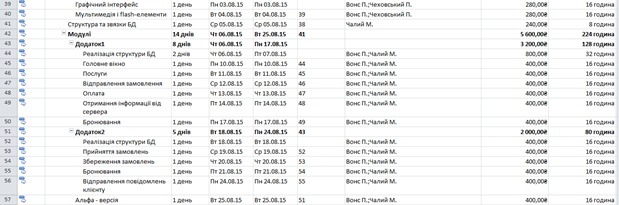 39 Графічний інтерфейс 1 день Пн 03.08.15 Пн 03.08.15 Вонс П.;Чеховський П. 280,00₴ 16 година
40 Мультимедіа і flash-елементи 1 день Вт 04.08.15 Вт 04.08.15 39 Вонс П.;Чеховський П. 280,00₴ 16 година
41 Структура та звязки БД 1 день Ср 05.08.15 Ср 05.08.15 38 Чалий М. 240,00₴ 8 година
42 Модулі 14 днів Чт 06.08.15 Вт 25.08.15 41 5 600,00₴ 224 година
43 Додаток1 8 днів Чт 06.08.15 Пн 17.08.15 3 200,00₴ 128 година
44 Реалізація структури БД 2 днів Чт 06.08.15 Пт 07.08.15 Вонс П.;Чалий М. 800,00₴ 32 година
45 Головне вікно 1 день Пн 10.08.15 Пн 10.08.15 44 Вонс П.;Чалий М. 400,00₴ 16 година
46 Послуги 1 день Вт 11.08.15 Вт 11.08.15 45 Вонс П.;Чалий М. 400,00₴ 16 година
47 Відправлення замовлення 1 день Ср 12.08.15 Ср 12.08.15 46 Вонс П.;Чалий М. 400,00₴ 16 година
48 Оплата 1 день Чт 13.08.15 Чт 13.08.15 47 Вонс П.;Чалий М. 400,00₴ 16 година
49 Отримання інформації від 1 день Пт 14.08.15 Пт 14.08.15 48 Вонс П.;Чалий М. 400,00₴ 16 година
сервера
50 Бронювання 1 день Пн 17.08.15 Пн 17.08.15 49 Вонс П.;Чалий М. 400,00₴ 16 година
51 Додаток2 5 днів Вт 18.08.15 Пн 24.08.15 43 2 000,00₴ 80 година
52 Реалізація структури БД 1 день Вт 18.08.15 Вт 18.08.15 Вонс П.;Чалий М. 400,00₴ 16 година
53 Прийняття замовлень 1 день Ср 19.08.15 Ср 19.08.15 52 Вонс П.;Чалий М. 400,00₴ 16 година
54 Збереження замовлень 1 день Чт 20.08.15 Чт 20.08.15 53 Вонс П.;Чалий М. 400,00₴ 16 година
55 Бронювання 1 день Пт 21.08.15 Пт 21.08.15 54 Вонс П.;Чалий М. 400,00₴ 16 година
56 Відправлення повідомлень 1 день Пн 24.08.15 Пн 24.08.15 55 Вонс П.;Чалий М. 400,00₴ 16 година
клієнту
57 Альфа - версія 1 день Вт 25.08.15 Вт 25.08.15 51 Вонс П.;Чалий М. 400,00₴ 16 година